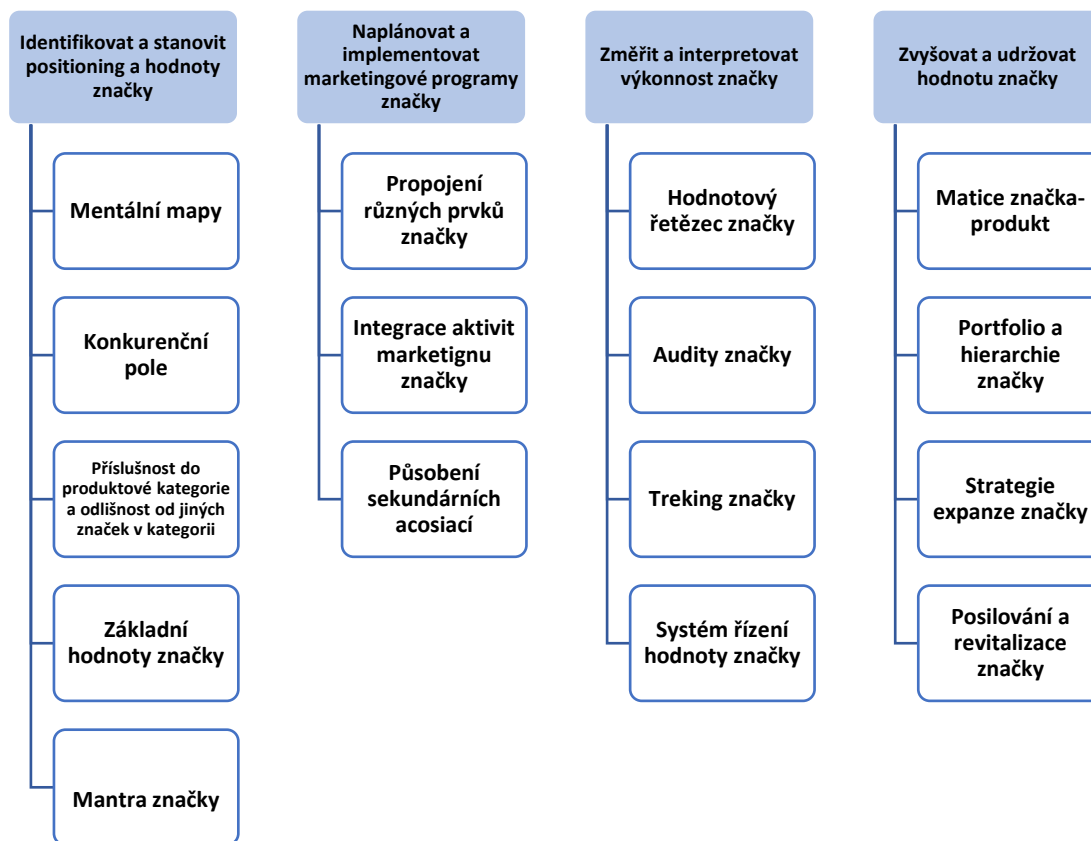 Identifikovat a stanovit
positioning a hodnoty
značky
Mentální mapy
Konkurenční
pole
Příslušnost do
produktové kategorie
a odlišnost od jiných
značek v kategorii
Základní
hodnoty značky
Mantra značky
Naplánovat a
implementovat
marketingové programy
značky
Propojení
různých prvků
značky
Integrace aktivit
marketignu
značky
Působení
sekundárních
acosiací
Změřit a interpretovat
výkonnost značky
Hodnotový
řetězec značky
Audity značky
Treking značky
Systém řízení
hodnoty značky
Zvyšovat a udržovat
hodnotu značky
Matice značka-
produkt
Portfolio a
hierarchie
značky
Strategie
expanze značky
Posilování a
revitalizace
značky